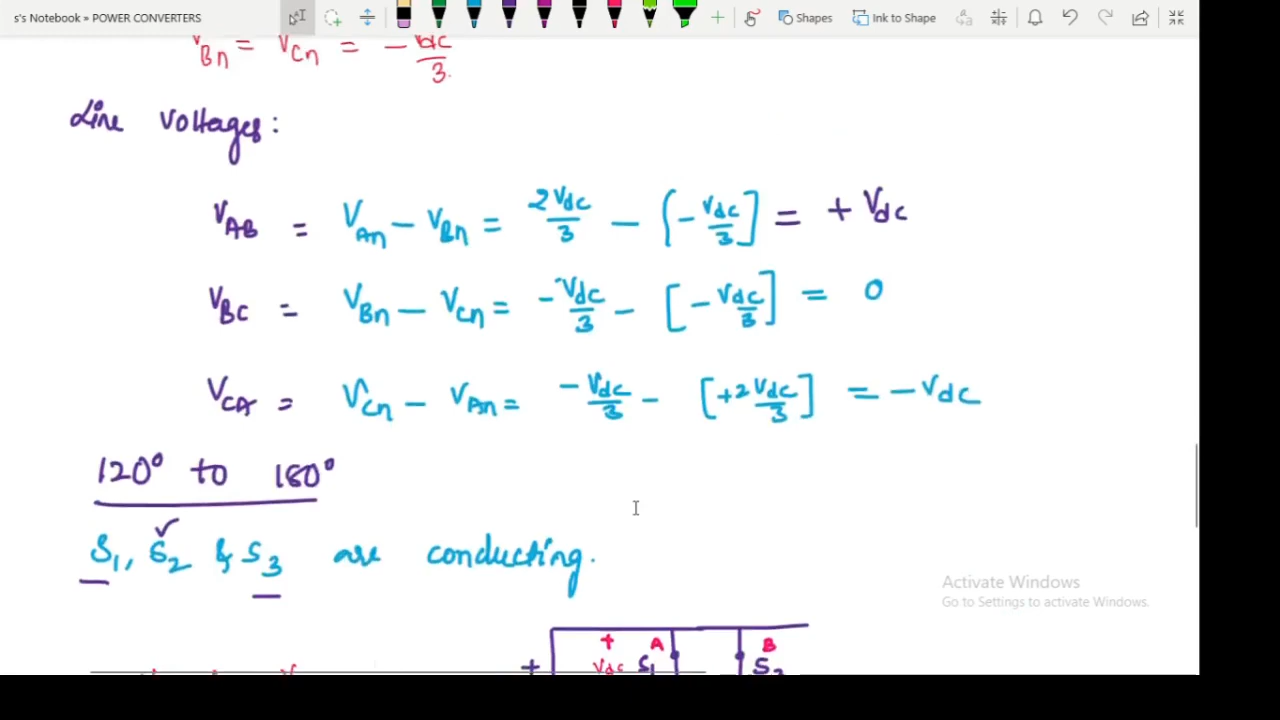 s's Notebook » POWER CONVERTERS
Shapes
Ink to Shape
VBn = VCn = -Vdc/3
Line Voltages:
VAB = VAn - VBn = 2Vdc/3 - [-Vdc/3] = + Vdc
VBC = VBn - VCn = -Vdc/3 - [-Vdc/3] = 0
VCA = VCn - VAn = -Vdc/3 - [+2Vdc/3] = -Vdc
120° to 180°
S1, S2 & S3 are conducting.
Activate Windows
Go to Settings to activate Windows.
+ A B
+ Vdc S1